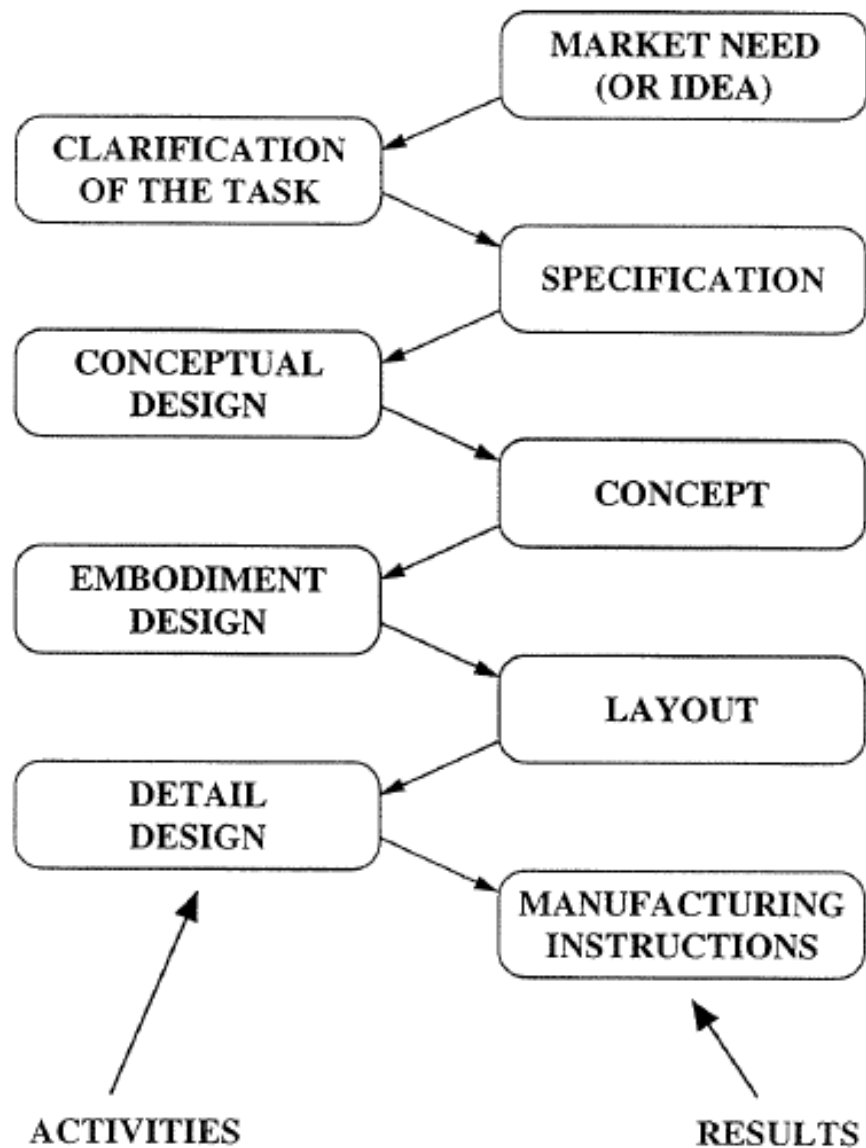 MARKET NEED
(OR IDEA)
CLARIFICATION
OF THE TASK
SPECIFICATION
CONCEPTUAL
DESIGN
CONCEPT
EMBODIMENT
DESIGN
LAYOUT
DETAIL
DESIGN
MANUFACTURING
INSTRUCTIONS
ACTIVITIES
RESULTS